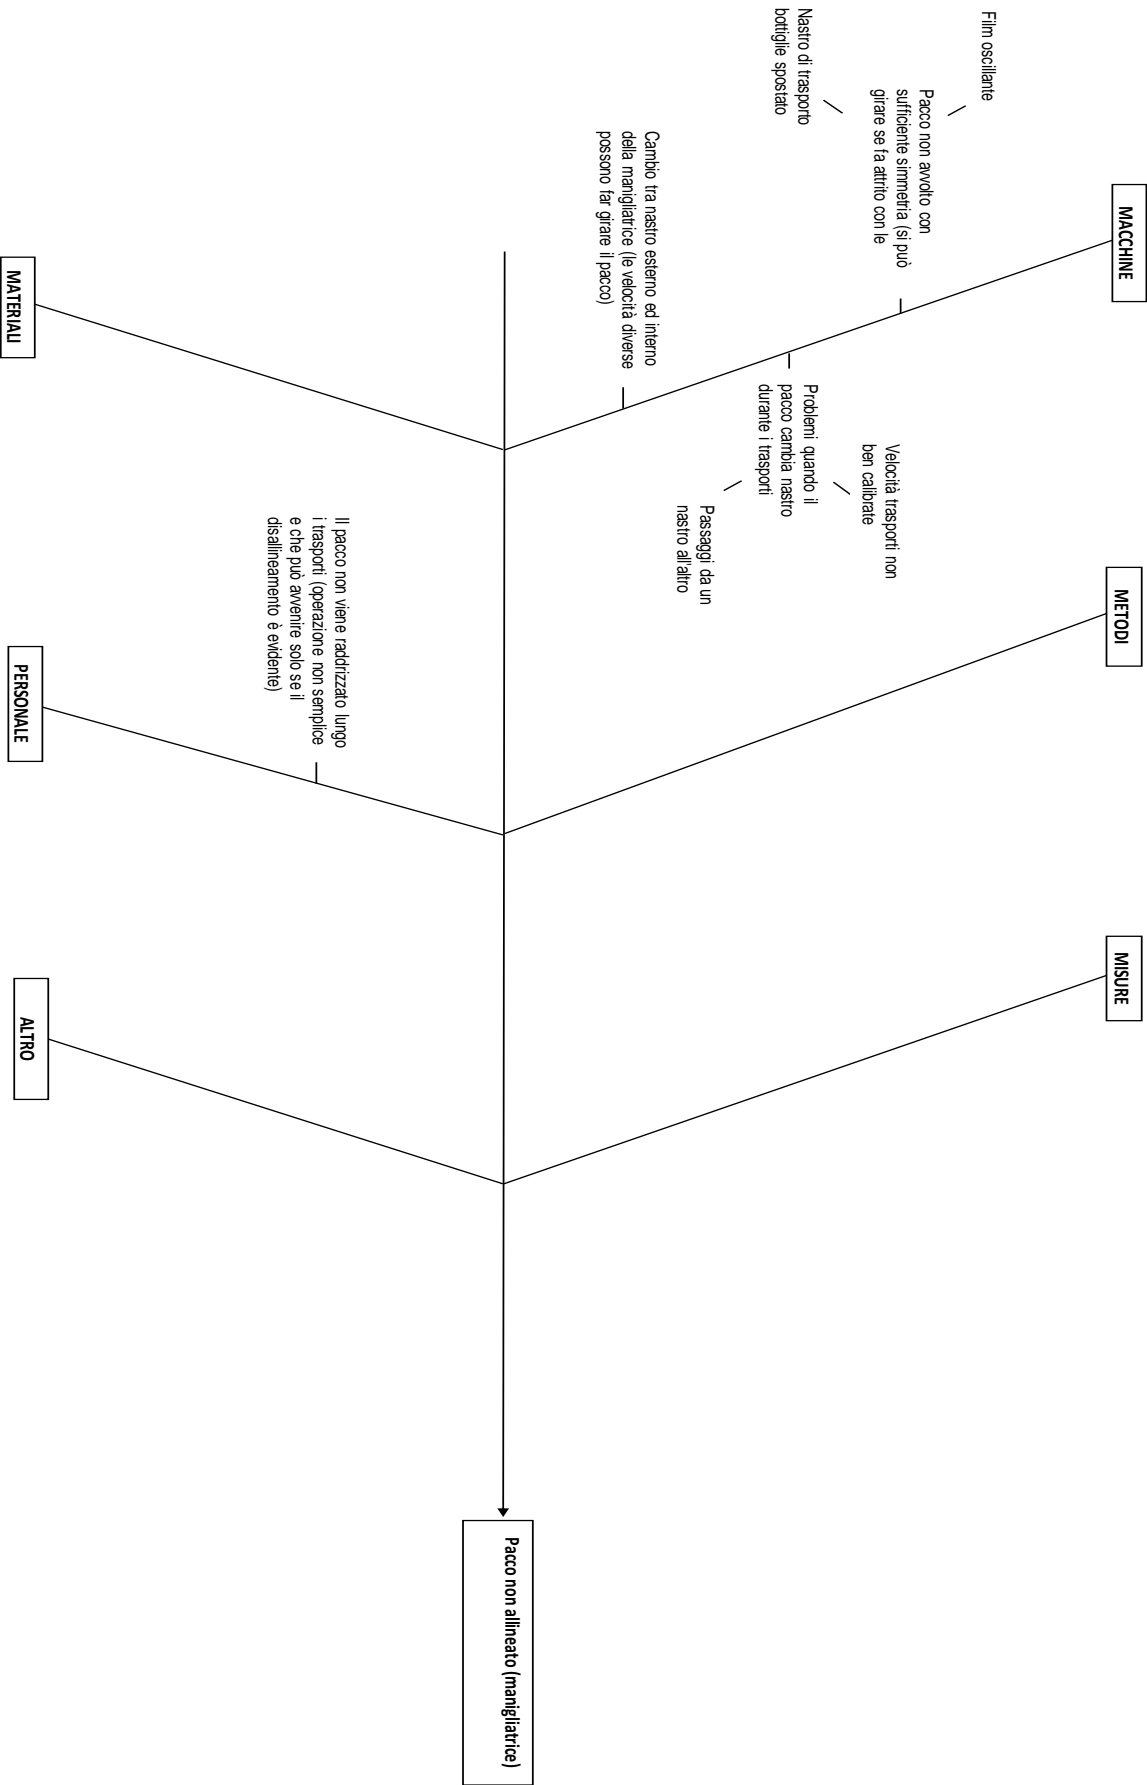 MACCHINE
METODI
MISURE
Film oscillante
Pacco non avvolto con
sufficiente simmetria (si può
girare se fa attrito con le
Nastro di trasporto
bottiglie spostato
Velocità trasporti non
ben calibrate
Problemi quando il
pacco cambia nastro
durante i trasporti
Passaggi da un
nastro all'altro
Cambio tra nastro esterno ed interno
della manigliatrice (le velocità diverse
possono far girare il pacco)
Pacco non allineato (manigliatrice)
Il pacco non viene raddrizzato lungo
i trasporti (operazione non semplice
e che può avvenire solo se il
disallineamento è evidente)
MATERIALI
PERSONALE
ALTRO